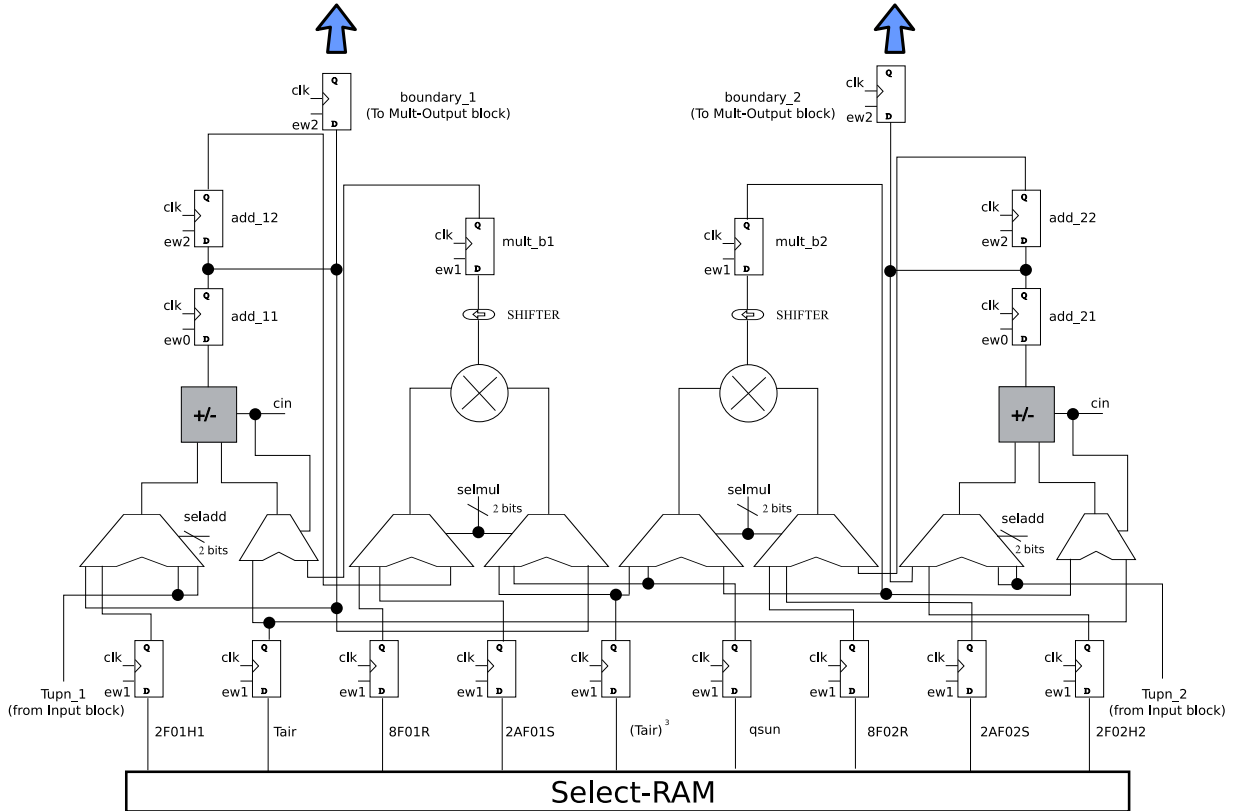 Q
clk
ew2
D
boundary_1
(To Mult-Output block)
boundary_2
(To Mult-Output block)
Q
clk
ew2
D
Q
clk
add_12
ew2
D
Q
clk
mult_b1
ew1
D
Q
clk
mult_b2
ew1
D
Q
clk
add_22
ew2
D
Q
clk
add_11
ew0
D
SHIFTER
SHIFTER
Q
clk
add_21
ew0
D
+/-
cin
+/-
cin
seladd
2 bits
selmul
2 bits
selmul
2 bits
seladd
2 bits
Q
clk
ew1
D
Q
clk
ew1
D
Q
clk
ew1
D
Q
clk
ew1
D
Q
clk
ew1
D
Q
clk
ew1
D
Q
clk
ew1
D
Q
clk
ew1
D
Q
clk
ew1
D
Tupn_1
(from Input block)
Tupn_2
(from Input block)
2F01H1
Tair
8F01R
2AF01S
(Tair)³
qsun
8F02R
2AF02S
2F02H2
Select-RAM